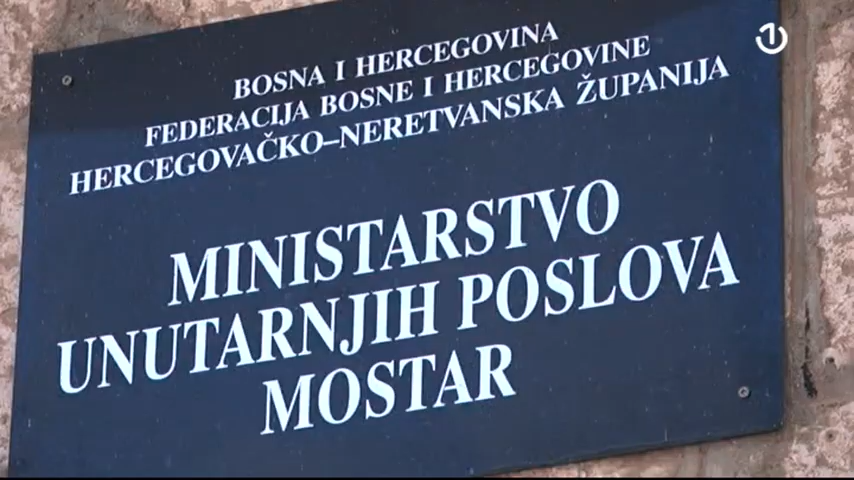 BOSNA I HERCEGOVINA
FEDERACIJA BOSNE I HERCEGOVINE
HERCEGOVAČKO–NERETVANSKA ŽUPANIJA
MINISTARSTVO
UNUTARNJIH POSLOVA
MOSTAR